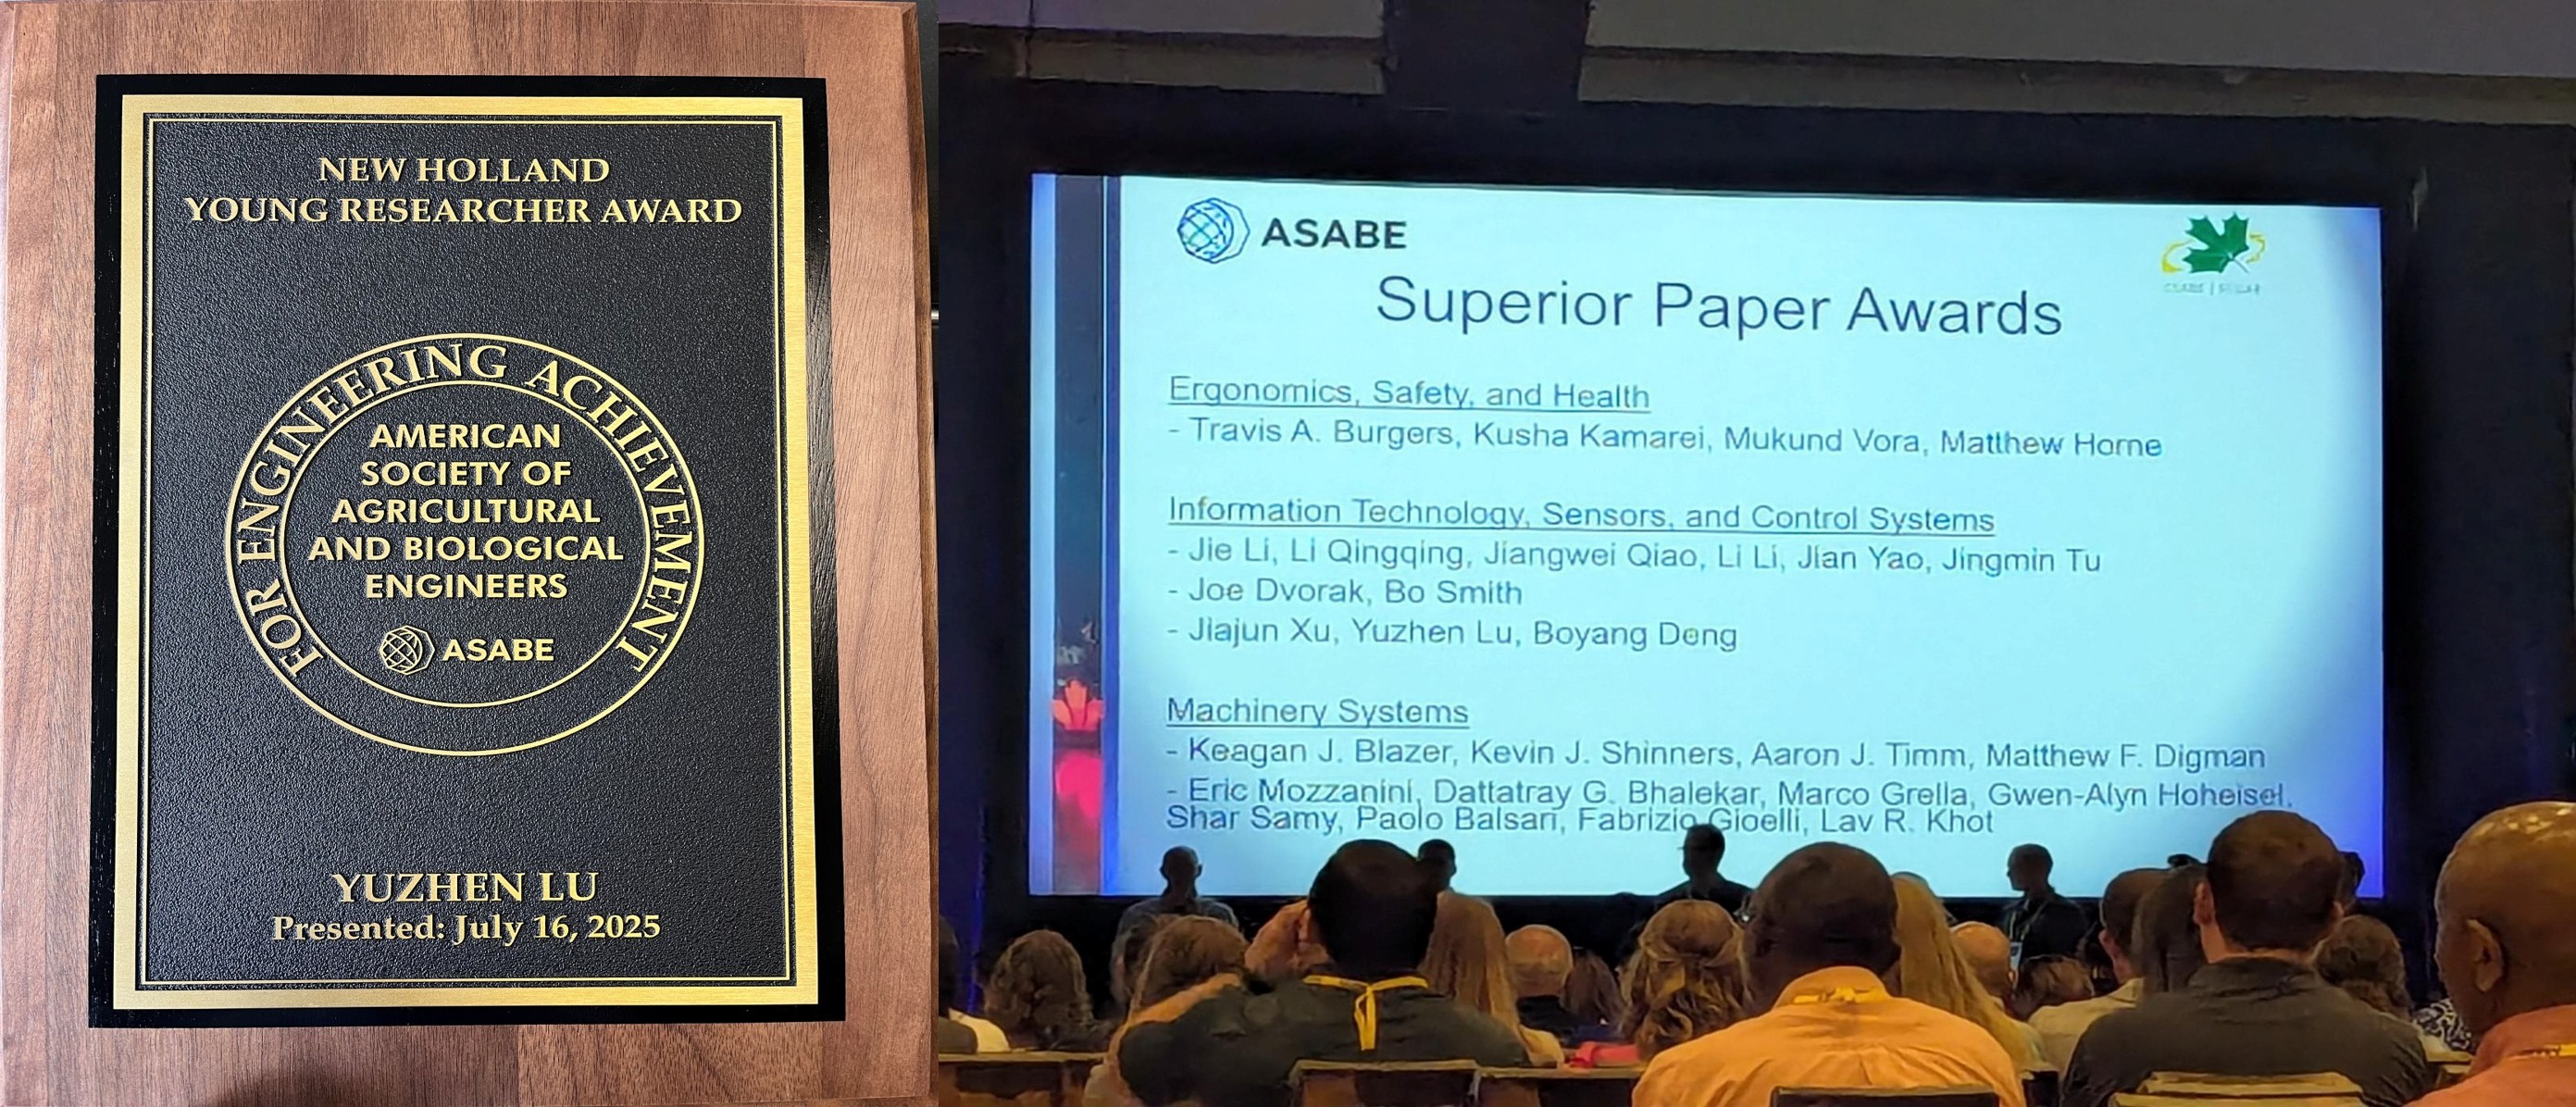 NEW HOLLAND
YOUNG RESEARCHER AWARD
FOR ENGINEERING ACHIEVEMENT
AMERICAN
SOCIETY OF
AGRICULTURAL
AND BIOLOGICAL
ENGINEERS
ASABE
YUZHEN LU
Presented: July 16, 2025
ASABE
Superior Paper Awards
Ergonomics, Safety, and Health
- Travis A. Burgers, Kusha Kamarei, Mukund Vora, Matthew Horne
Information Technology, Sensors, and Control Systems
- Jie Li, Li Qingqing, Jiangwei Qiao, Li Li, Jian Yao, Jingmin Tu
- Joe Dvorak, Bo Smith
- Jiajun Xu, Yuzhen Lu, Boyang Deng
Machinery Systems
- Keagan J. Blazer, Kevin J. Shinners, Aaron J. Timm, Matthew F. Digman
- Eric Mozzanini, Dattatray G. Bhalekar, Marco Grella, Gwen-Alyn Hoheisel,
Shar Samy, Paolo Balsari, Fabrizio Gioelli, Lav R. Khot